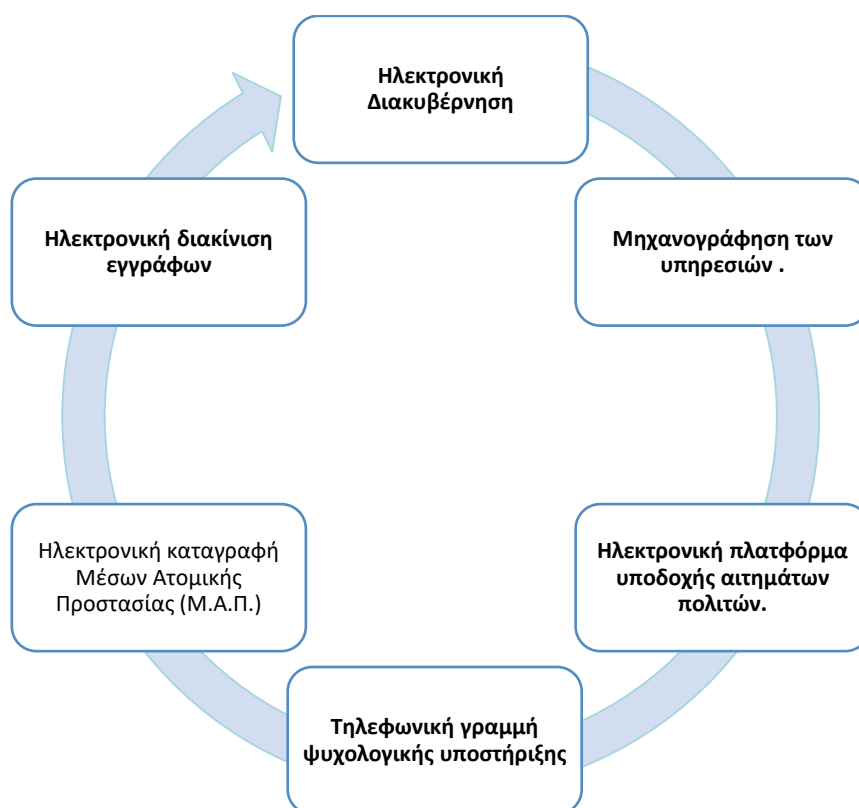 Ηλεκτρονική
Διακυβέρνηση
Μηχανογράφηση των
υπηρεσιών .
Ηλεκτρονική πλατφόρμα
υποδοχής αιτημάτων
πολιτών.
Τηλεφωνική γραμμή
ψυχολογικής υποστήριξης
Ηλεκτρονική καταγραφή
Μέσων Ατομικής
Προστασίας (Μ.Α.Π.)
Ηλεκτρονική διακίνιση
εγγράφων